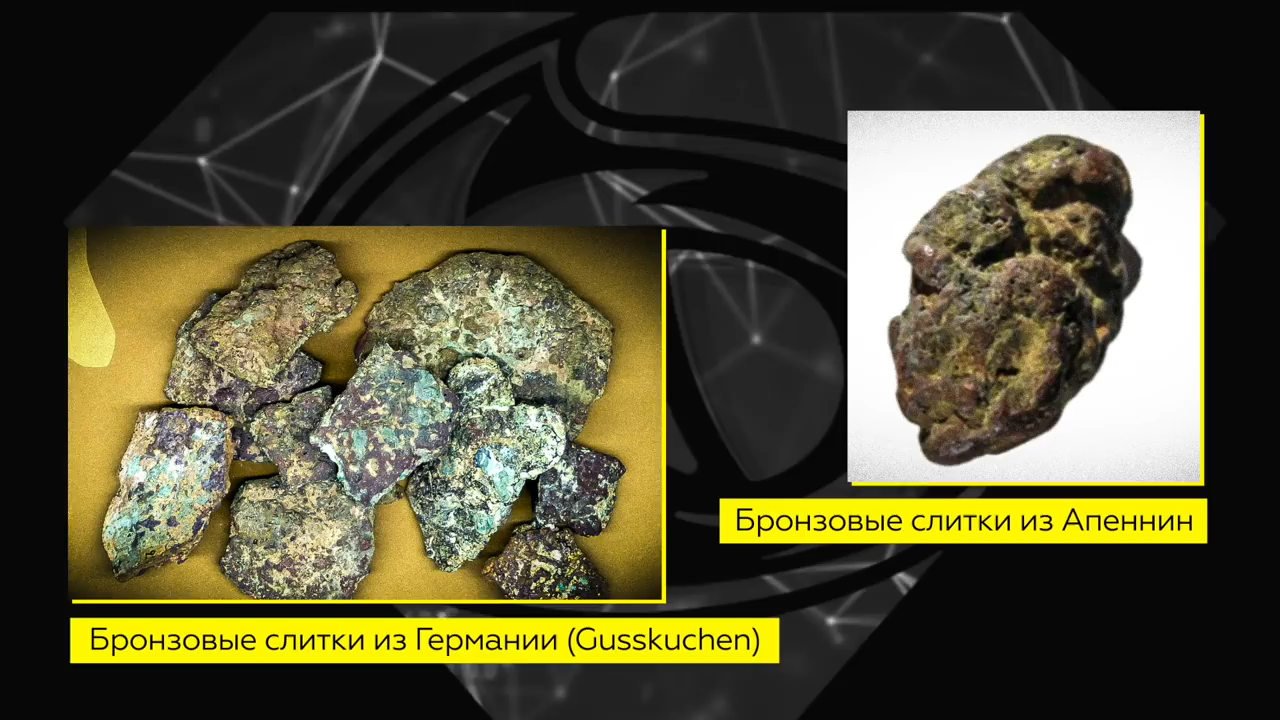 Бронзовые слитки из Апеннин
Бронзовые слитки из Германии (Gusskuchen)